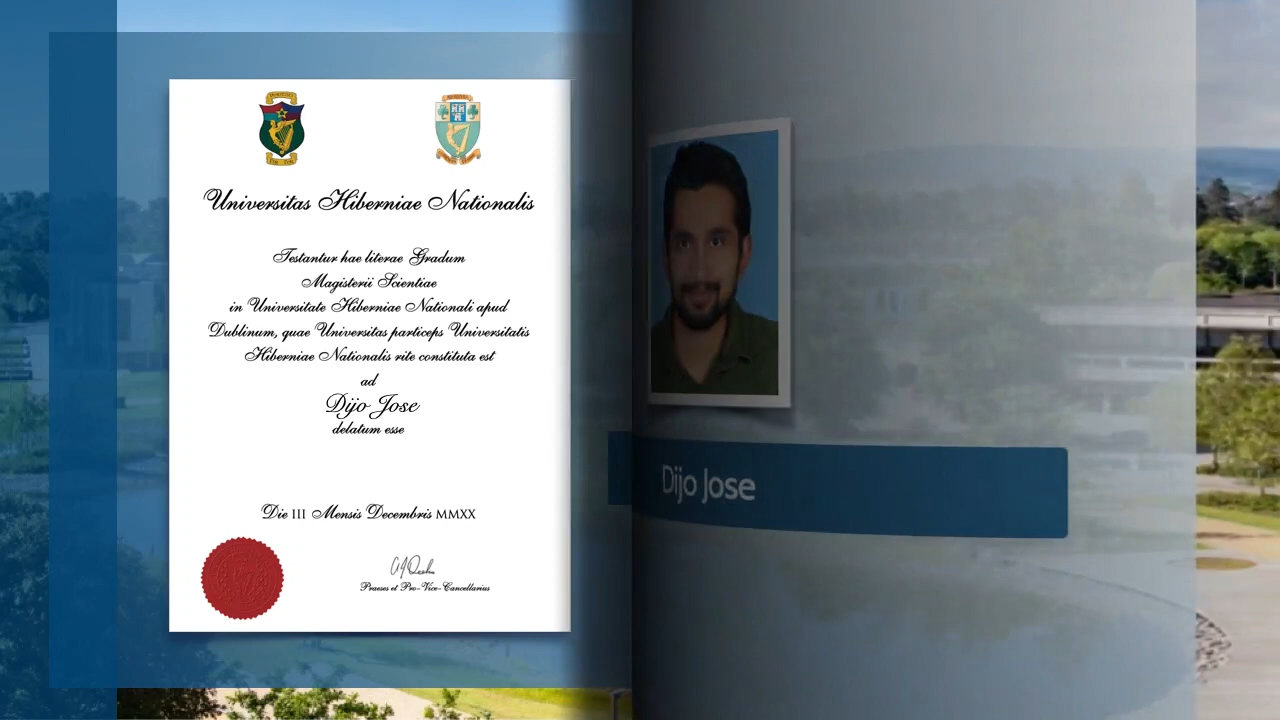 Universitas Hiberniae Nationalis
Testantur hae literae Gradum
Magisterii Scientiae
in Universitate Hiberniae Nationali apud
Dublinum, quae Universitas particeps Universitatis
Hiberniae Nationalis rite constituta est
ad
Dijo Jose
delatum esse
Die III Mensis Decembris MMXX
Praeses et Pro-Vice-Cancellarius
Dijo Jose